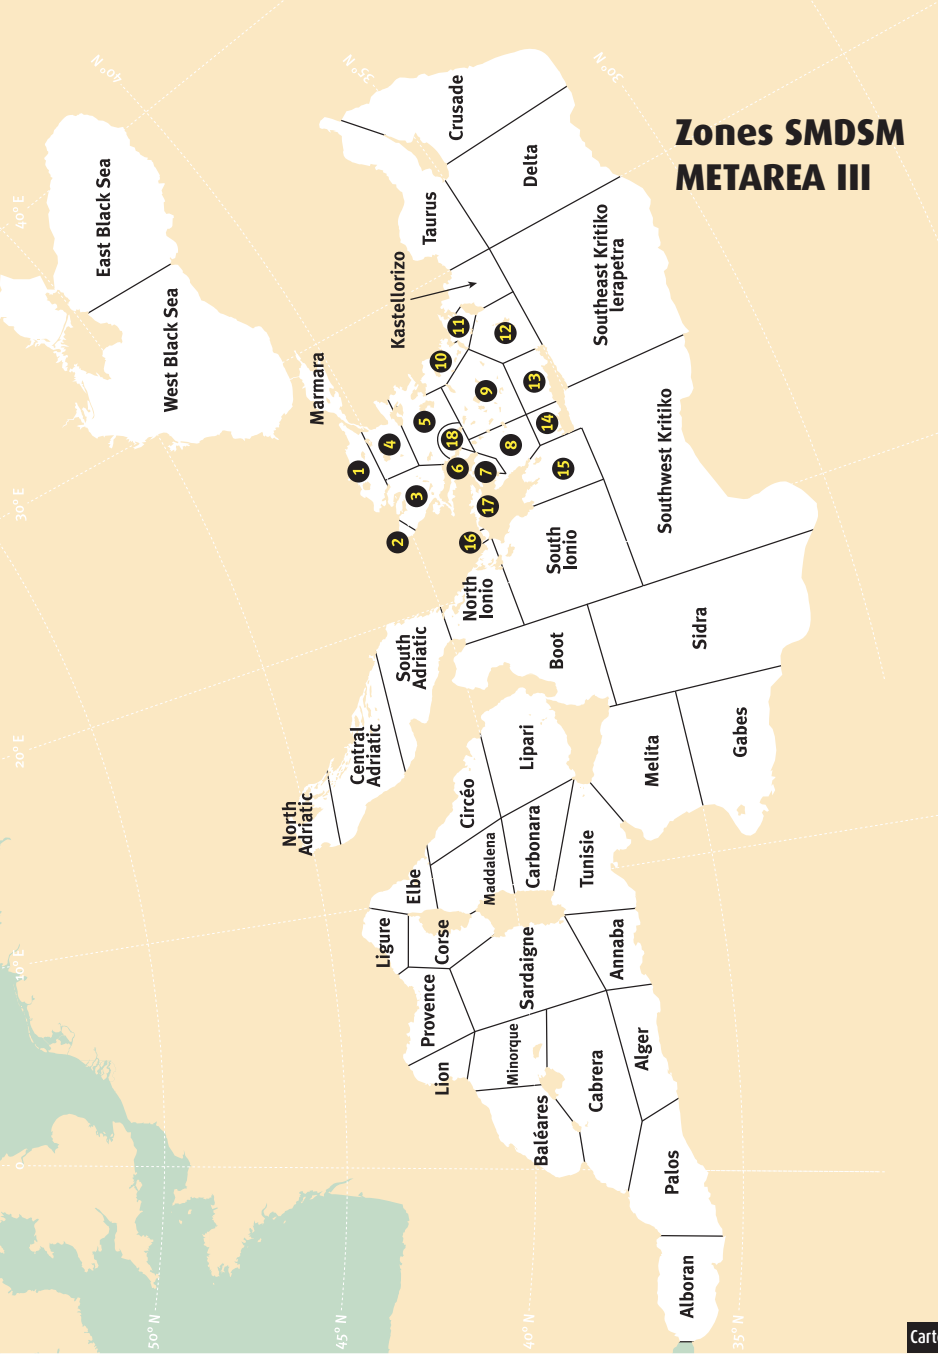 Zones SMDSM
METAREA III
40° N
35° N
30° N
40° E
30° E
20° E
10° E
0
50° N
45° N
40° N
35° N
East Black Sea
West Black Sea
Marmara
Crusade
Delta
Taurus
Kastellorizo
Southeast Kritiko
Ierapetra
Southwest Kritiko
1
2
3
4
5
6
7
8
9
10
11
12
13
14
15
16
17
18
North
Ionio
South
Ionio
Boot
Sidra
South
Adriatic
Central
Adriatic
North
Adriatic
Lipari
Melita
Gabes
Circéo
Maddalena
Carbonara
Tunisie
Elbe
Ligure
Corse
Sardaigne
Annaba
Provence
Lion
Minorque
Cabrera
Alger
Baléares
Palos
Alboran